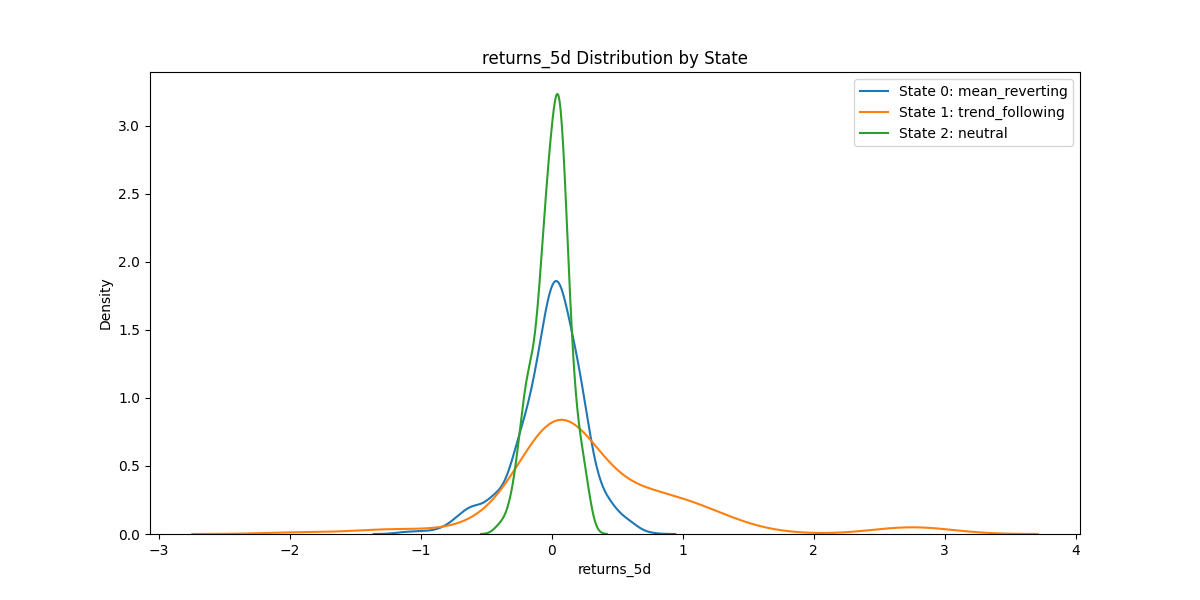 returns_5d Distribution by State
State 0: mean_reverting
State 1: trend_following
State 2: neutral
Density
3.0
2.5
2.0
1.5
1.0
0.5
0.0
−3
−2
−1
0
1
2
3
4
returns_5d